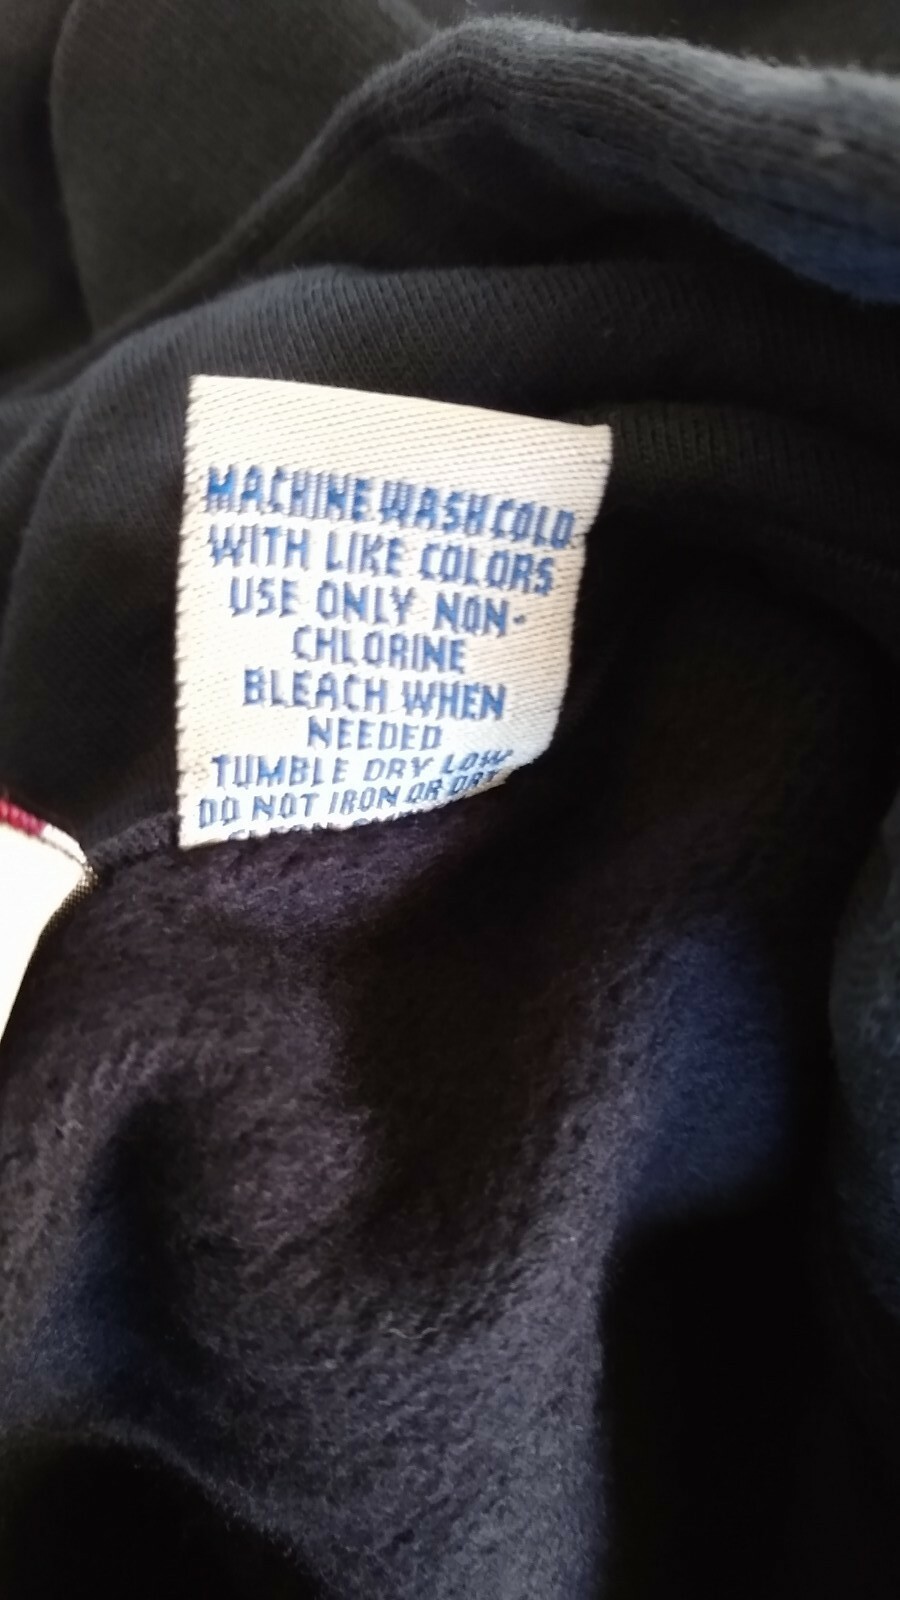 MACHINE WASH COLD
WITH LIKE COLORS
USE ONLY NON-
CHLORINE
BLEACH WHEN
NEEDED
TUMBLE DRY LOW
DO NOT IRON OR DRY